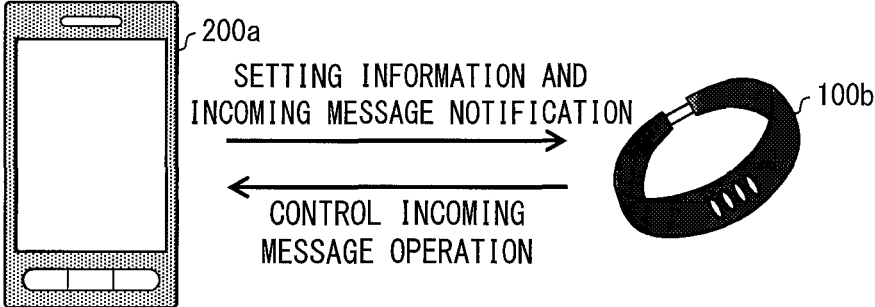 200a
SETTING INFORMATION AND
INCOMING MESSAGE NOTIFICATION
100b
CONTROL INCOMING
MESSAGE OPERATION